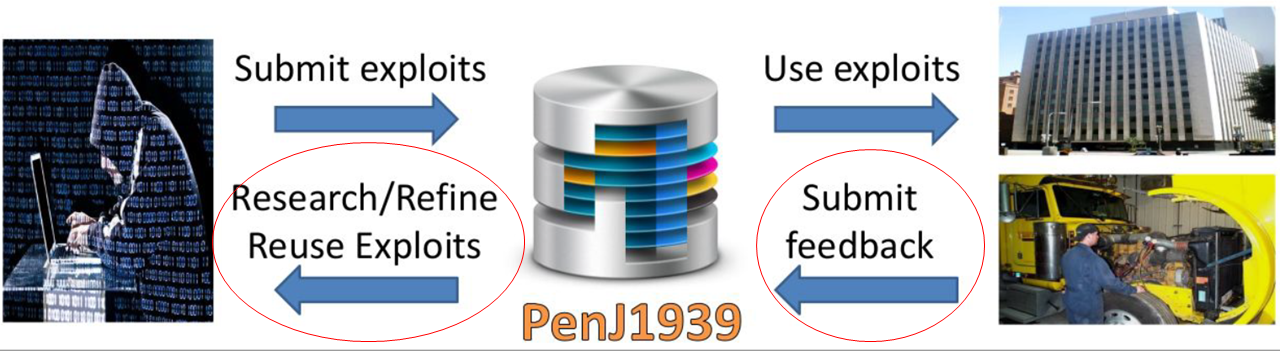 Submit exploits
Use exploits
Research/Refine
Reuse Exploits
Submit
feedback
PenJ1939